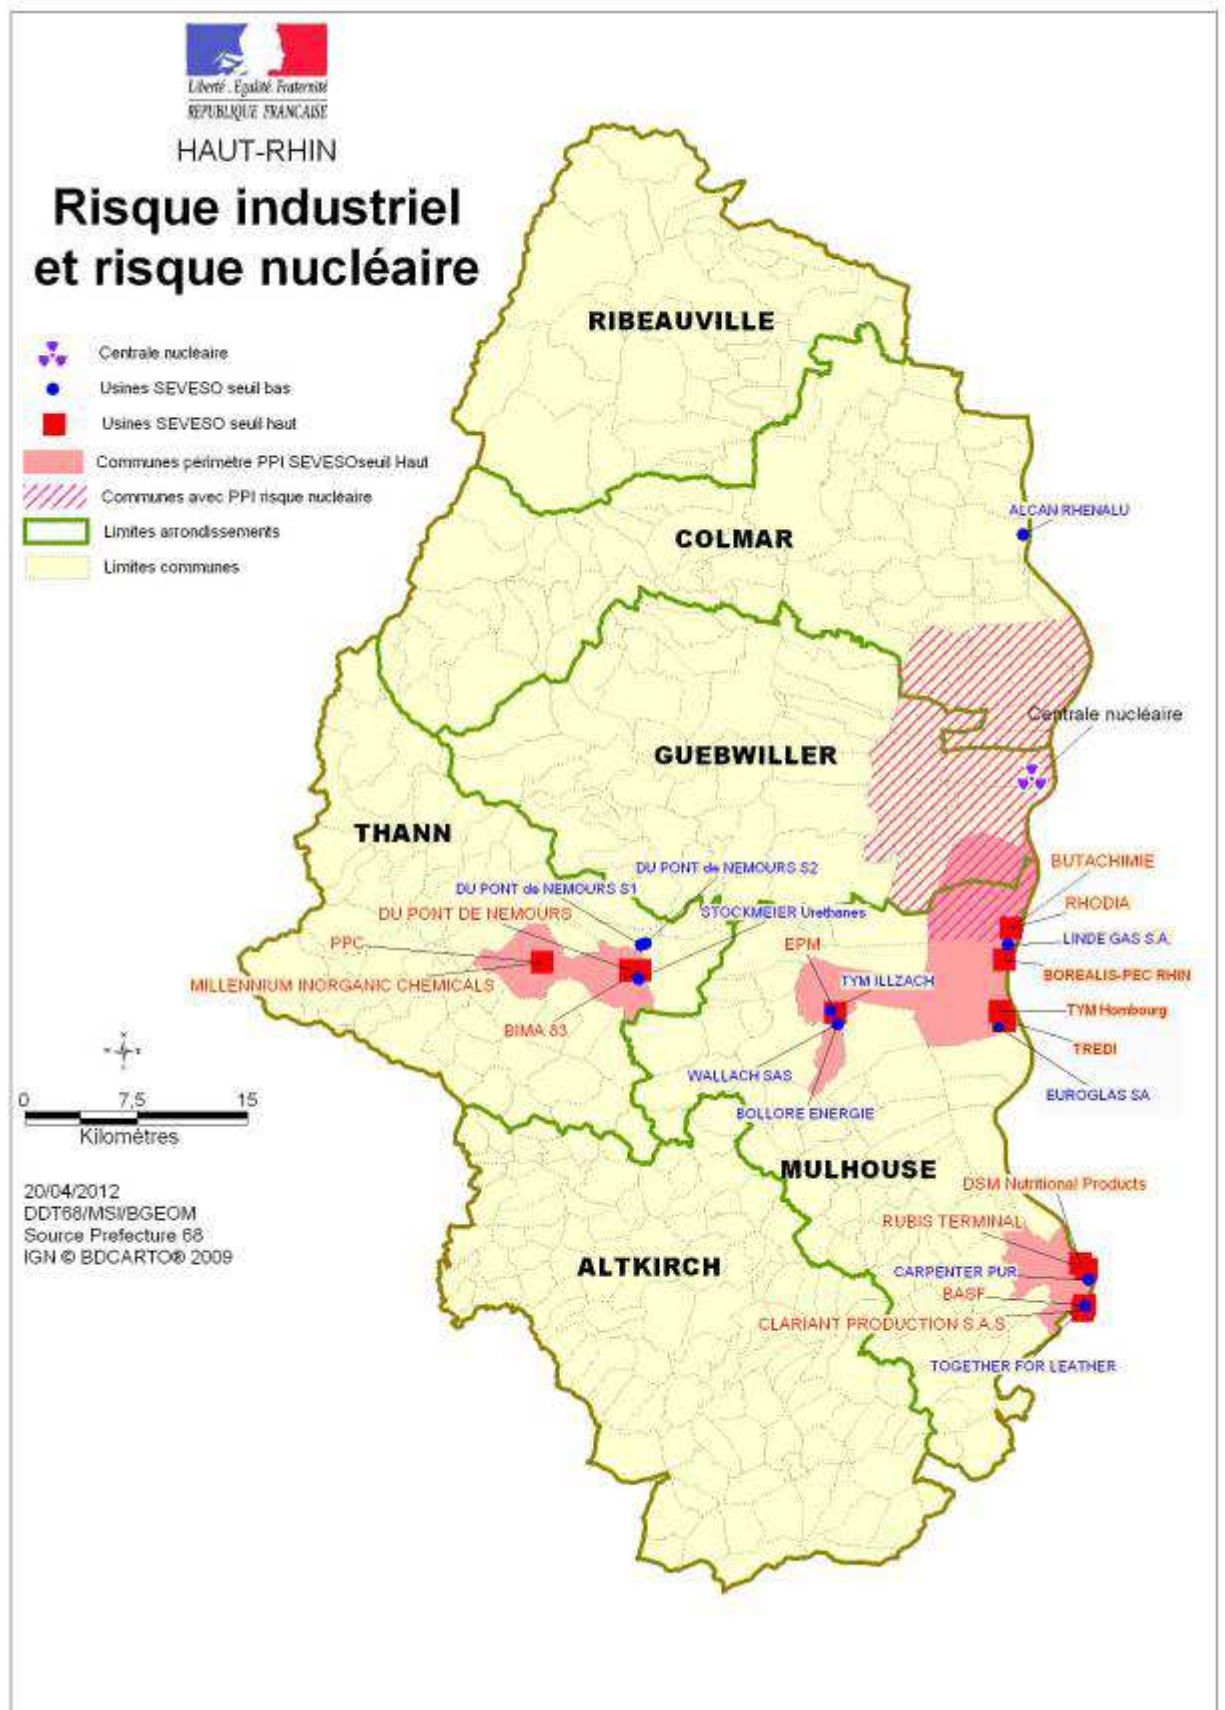 Liberté . Egalité Fraternité
REPUBLIQUE FRANCAISE
HAUT-RHIN
Risque industriel
et risque nucléaire
Centrale nucléaire
Usines SEVESO seuil bas
Usines SEVESO seuil haut
Communes périmètre PPI SEVESOseuil Haut
Communes avec PPI risque nucléaire
Limites arrondissements
Limites communes
RIBEAUVILLE
ALCAN RHENALU
COLMAR
Centrale nucléaire
GUEBWILLER
THANN
BUTACHIMIE
DU PONT de NEMOURS S2
DU PONT de NEMOURS S1
RHODIA
DU PONT DE NEMOURS
STOCKMEIER Urethanes
LINDE GAS S.A.
PPC
EPM
BOREALIS-PEC RHIN
MILLENNIUM INORGANIC CHEMICALS
TYM ILLZACH
TYM Hombourg
BIMA 83
TREDI
WALLACH SAS
EUROGLAS SA
BOLLORE ENERGIE
0 7,5 15
Kilomètres
MULHOUSE
DSM Nutritional Products
20/04/2012
DDT68/MSI/BGEOM
Source Prefecture 68
IGN © BDCARTO® 2009
RUBIS TERMINAL
ALTKIRCH
CARPENTER PUR
BASF
CLARIANT PRODUCTION S.A.S
TOGETHER FOR LEATHER